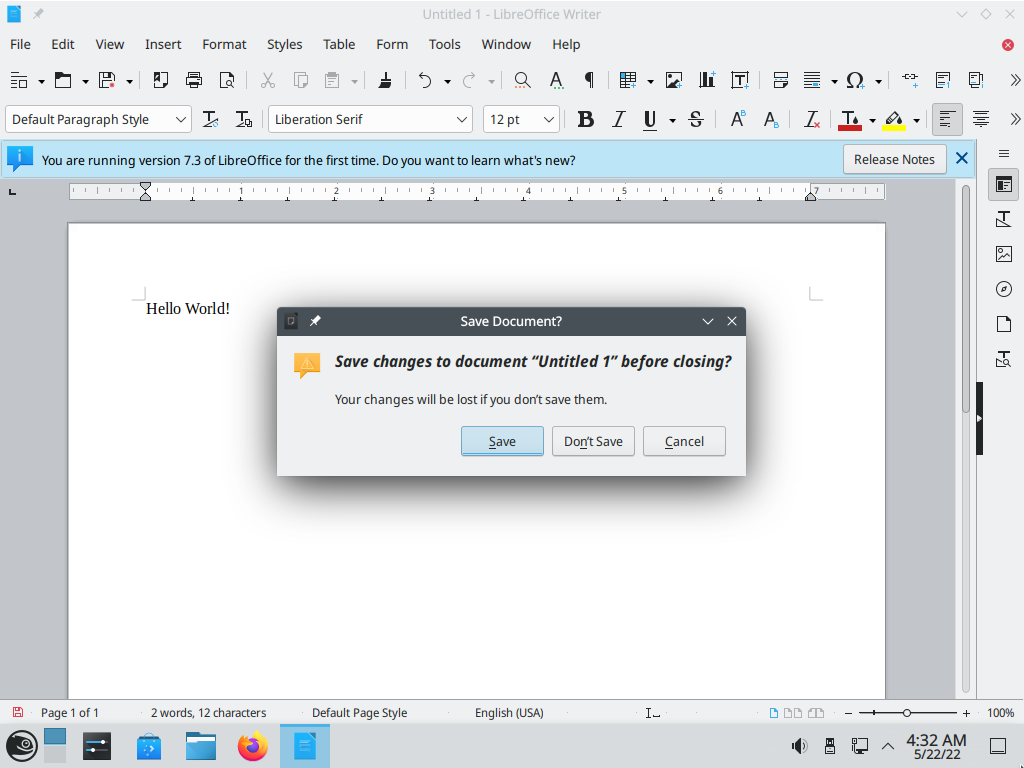 Untitled 1 - LibreOffice Writer
File Edit View Insert Format Styles Table Form Tools Window Help
Default Paragraph Style Liberation Serif 12 pt
You are running version 7.3 of LibreOffice for the first time. Do you want to learn what's new? Release Notes
1 2 3 4 5 6 7
Hello World!
Save Document?
Save changes to document “Untitled 1” before closing?
Your changes will be lost if you don’t save them.
Save Don’t Save Cancel
Page 1 of 1 2 words, 12 characters Default Page Style English (USA) 100%
4:32 AM
5/22/22